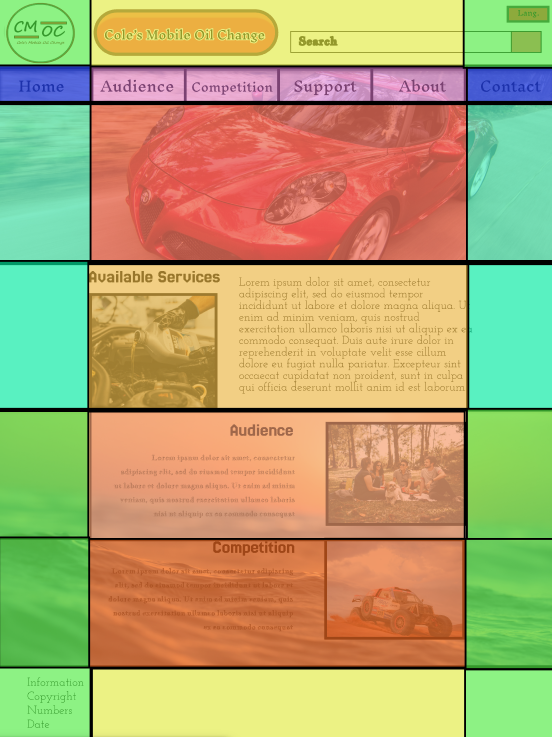 CM OC
Cole's Mobile Oil Change
Cole's Mobile Oil Change
Lang.
Search
Home
Audience
Competition
Support
About
Contact
Available Services
Lorem ipsum dolor sit amet, consectetur
adipiscing elit, sed do eiusmod tempor
incididunt ut labore et dolore magna aliqua. U
enim ad minim veniam, quis nostrud
exercitation ullamco laboris nisi ut aliquip ex ea
commodo consequat. Duis aute irure dolor in
reprehenderit in voluptate velit esse cillum
dolore eu fugiat nulla pariatur. Excepteur sint
occaecat cupidatat non proident, sunt in culpa
qui officia deserunt mollit anim id est laborum.
Audience
Lorem ipsum dolor sit amet, consectetur
adipiscing elit, sed do eiusmod tempor incididunt
ut labore et dolore magna aliqua. Ut enim ad minim
veniam, quis nostrud exercitation ullamco laboris
nisi ut aliquip ex ea commodo consequat
Competition
Lorem ipsum dolor sit amet, consectetur adipiscing
elit, sed do eiusmod tempor incididunt ut labore et
dolore magna aliqua. Ut enim ad minim veniam, quis
nostrud exercitation ullamco laboris nisi ut aliquip
ex ea commodo consequat
Information
Copyright
Numbers
Date